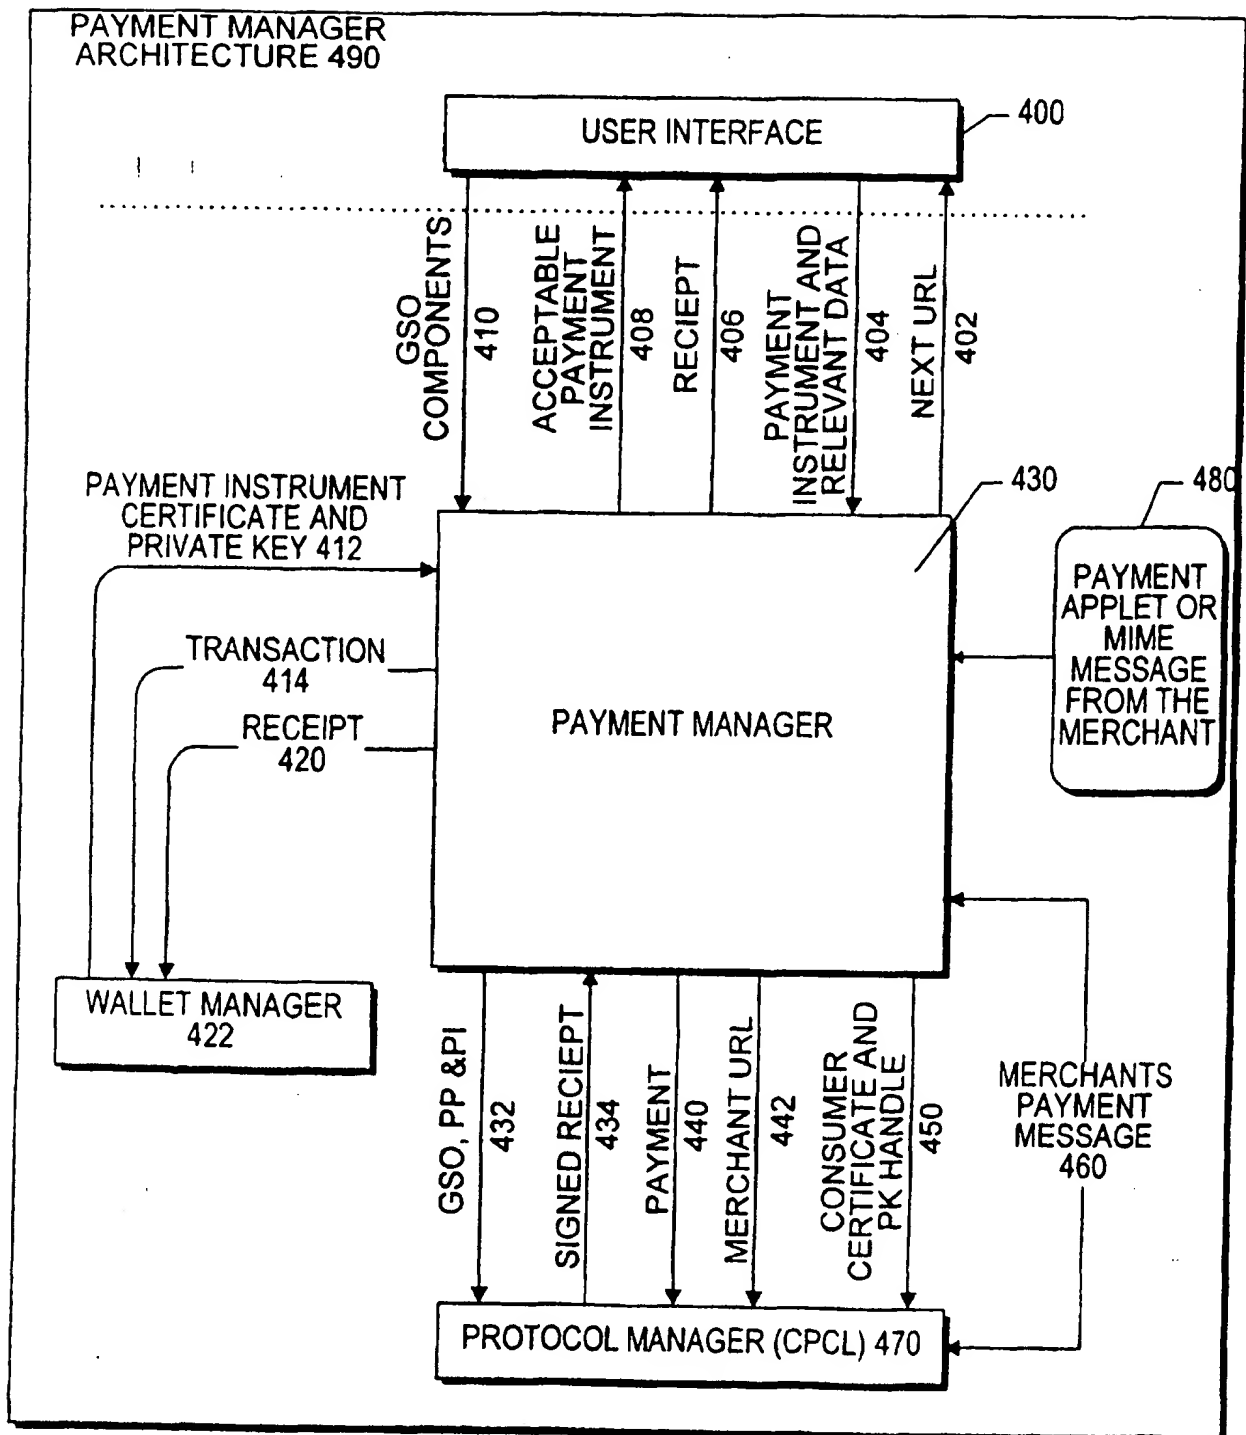 PAYMENT MANAGER
ARCHITECTURE 490
USER INTERFACE
400
GSO
COMPONENTS
410
ACCEPTABLE
PAYMENT
INSTRUMENT
408
RECIEPT
406
PAYMENT
INSTRUMENT AND
RELEVANT DATA
404
NEXT URL
402
PAYMENT INSTRUMENT
CERTIFICATE AND
PRIVATE KEY 412
430
480
TRANSACTION
414
RECEIPT
420
PAYMENT MANAGER
PAYMENT
APPLET OR
MIME
MESSAGE
FROM THE
MERCHANT
WALLET MANAGER
422
GSO, PP &PI
432
SIGNED RECIEPT
434
PAYMENT
440
MERCHANT URL
442
CONSUMER
CERTIFICATE AND
PK HANDLE
450
MERCHANTS
PAYMENT
MESSAGE
460
PROTOCOL MANAGER (CPCL) 470